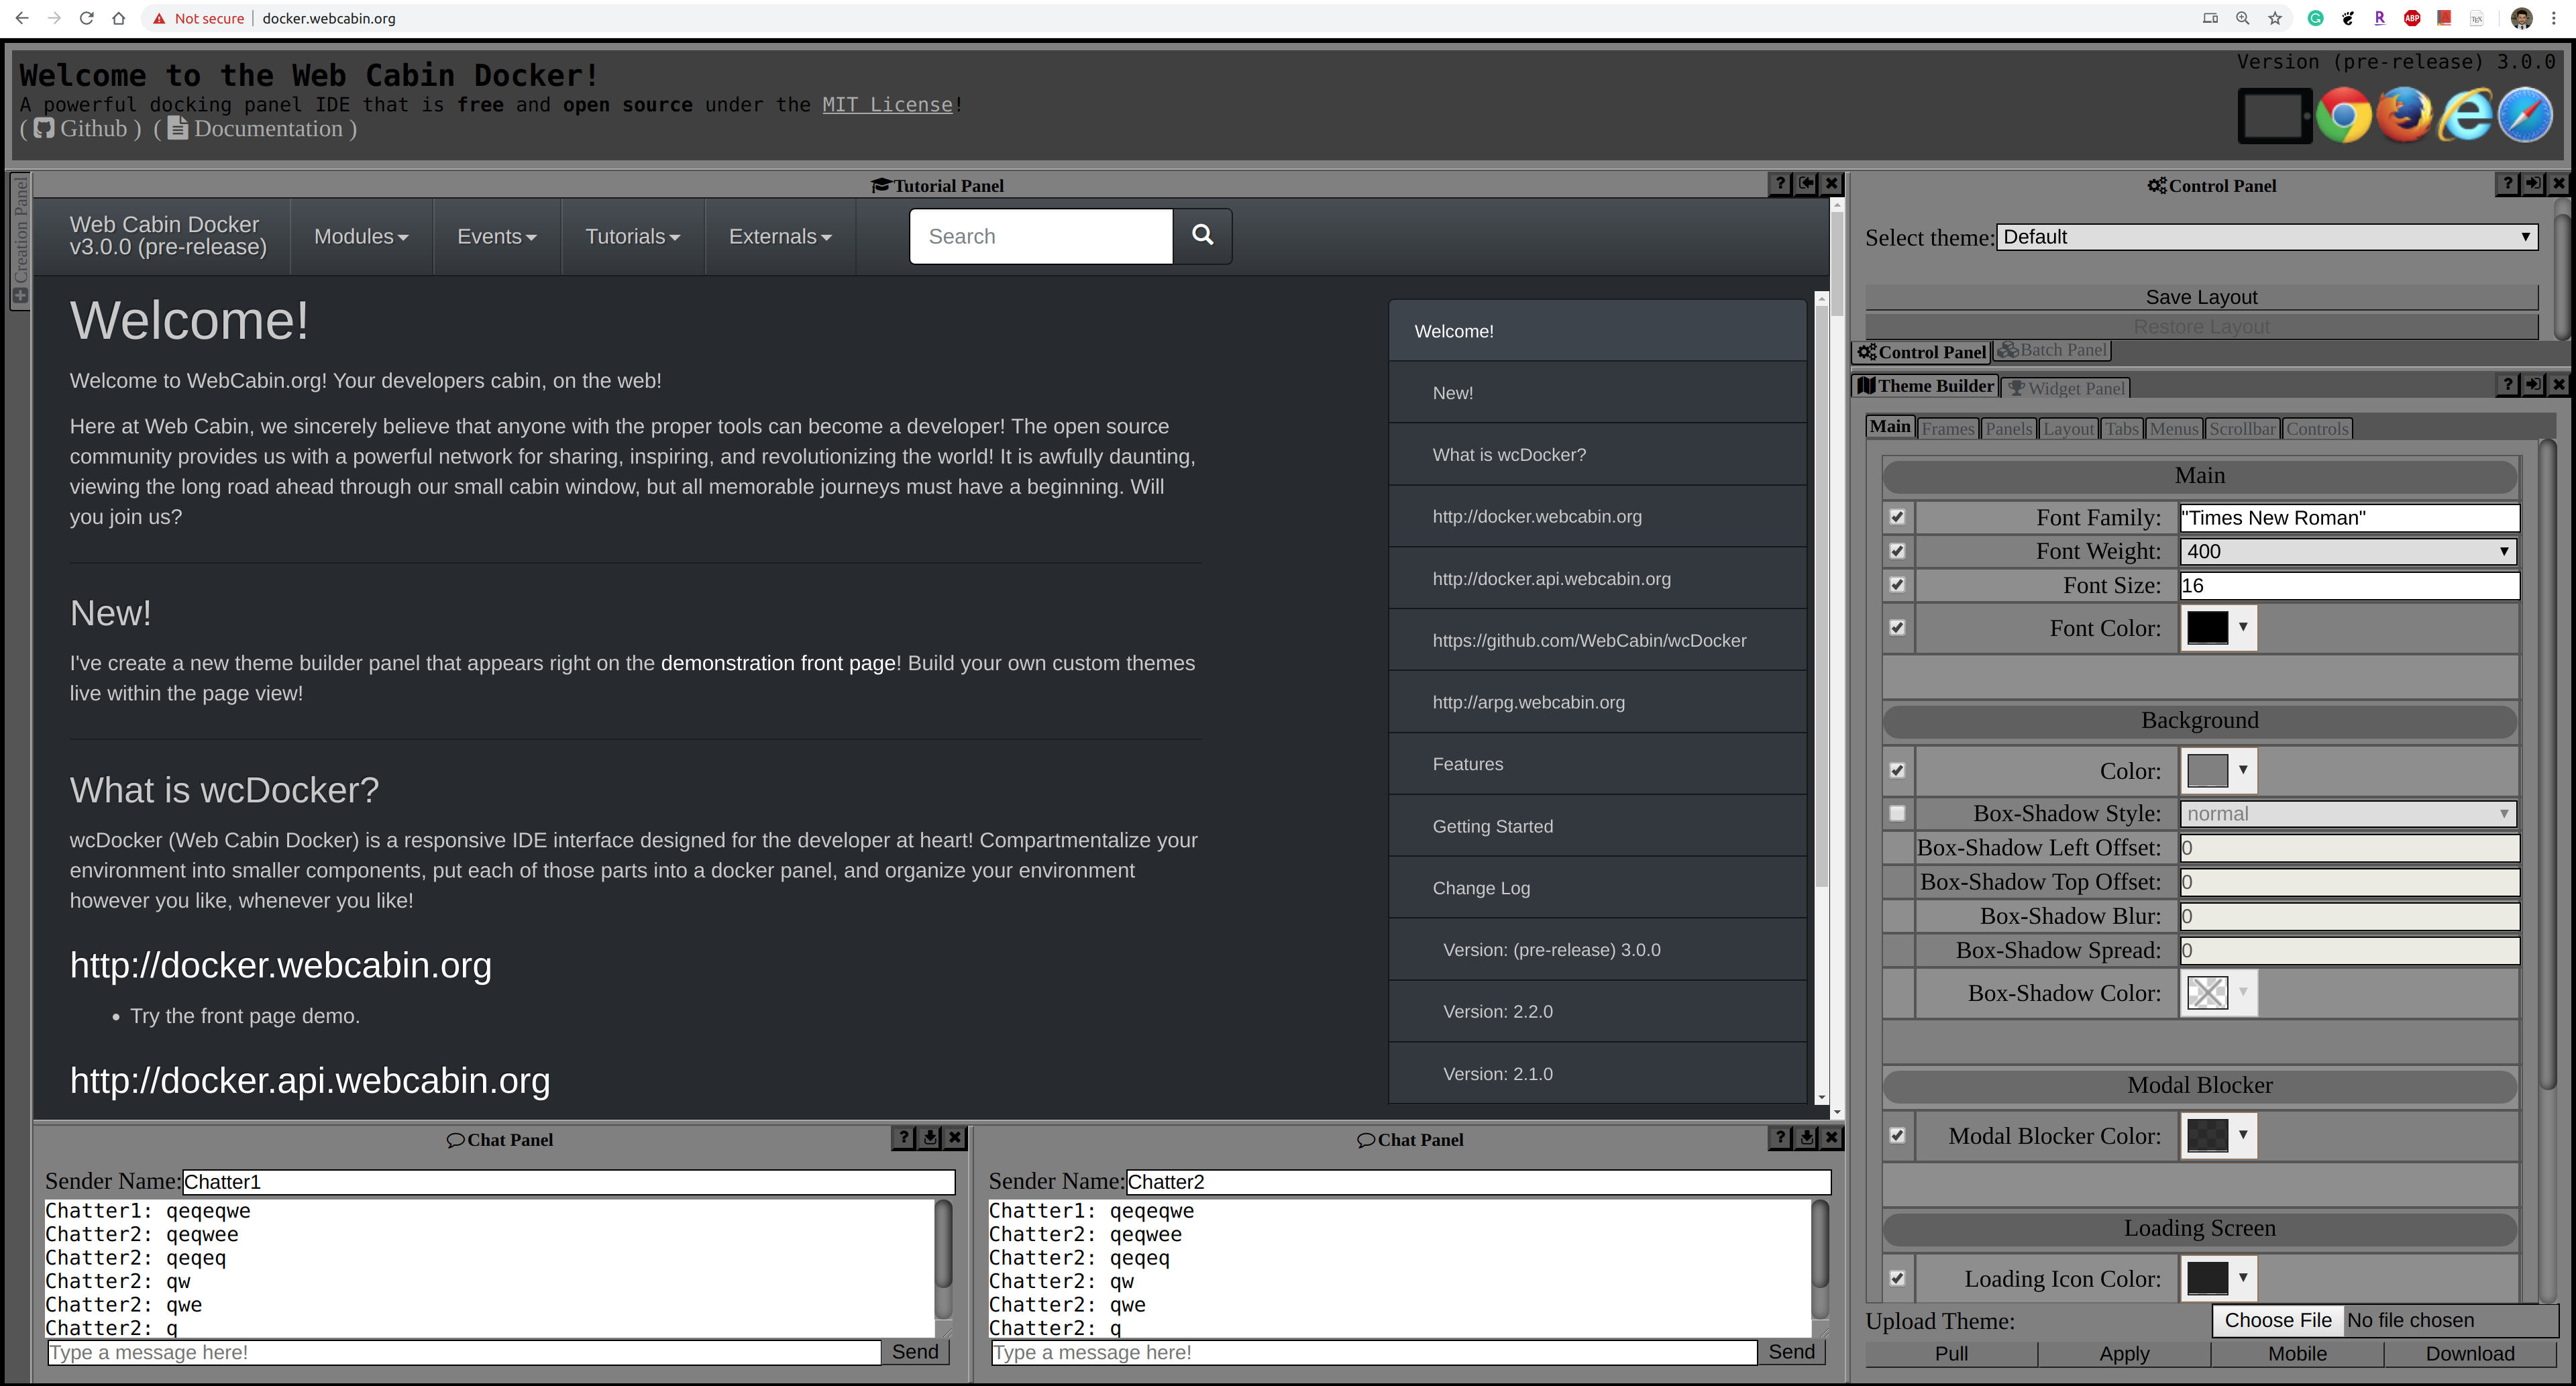 Not secure | docker.webcabin.org
Welcome to the Web Cabin Docker!
A powerful docking panel IDE that is free and open source under the MIT License!
( Github ) ( Documentation )
Version (pre-release) 3.0.0
Creation Panel
Tutorial Panel
Web Cabin Docker
v3.0.0 (pre-release)
Modules
Events
Tutorials
Externals
Search
Welcome!
Welcome to WebCabin.org! Your developers cabin, on the web!
Here at Web Cabin, we sincerely believe that anyone with the proper tools can become a developer! The open source
community provides us with a powerful network for sharing, inspiring, and revolutionizing the world! It is awfully daunting,
viewing the long road ahead through our small cabin window, but all memorable journeys must have a beginning. Will
you join us?
New!
I've create a new theme builder panel that appears right on the demonstration front page! Build your own custom themes
live within the page view!
What is wcDocker?
wcDocker (Web Cabin Docker) is a responsive IDE interface designed for the developer at heart! Compartmentalize your
environment into smaller components, put each of those parts into a docker panel, and organize your environment
however you like, whenever you like!
http://docker.webcabin.org
• Try the front page demo.
http://docker.api.webcabin.org
Welcome!
New!
What is wcDocker?
http://docker.webcabin.org
http://docker.api.webcabin.org
https://github.com/WebCabin/wcDocker
http://arpg.webcabin.org
Features
Getting Started
Change Log
Version: (pre-release) 3.0.0
Version: 2.2.0
Version: 2.1.0
Chat Panel
Sender Name: Chatter1
Chatter1: qeqeqwe
Chatter2: qeqwee
Chatter2: qeqeq
Chatter2: qw
Chatter2: qwe
Chatter2: q
Type a message here!
Send
Chat Panel
Sender Name: Chatter2
Chatter1: qeqeqwe
Chatter2: qeqwee
Chatter2: qeqeq
Chatter2: qw
Chatter2: qwe
Chatter2: q
Type a message here!
Send
Control Panel
Select theme: Default
Save Layout
Restore Layout
Control Panel Batch Panel
Theme Builder Widget Panel
Main Frames Panels Layout Tabs Menus Scrollbar Controls
Main
Font Family: "Times New Roman"
Font Weight: 400
Font Size: 16
Font Color:
Background
Color:
Box-Shadow Style: normal
Box-Shadow Left Offset: 0
Box-Shadow Top Offset: 0
Box-Shadow Blur: 0
Box-Shadow Spread: 0
Box-Shadow Color:
Modal Blocker
Modal Blocker Color:
Loading Screen
Loading Icon Color:
Upload Theme: Choose File No file chosen
Pull Apply Mobile Download